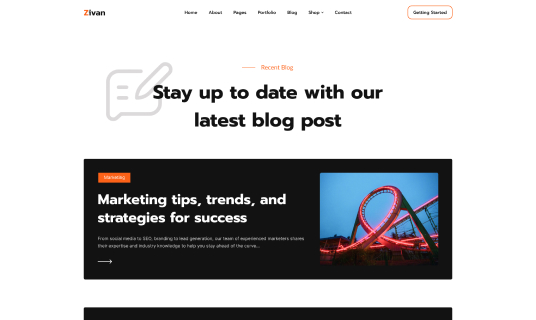 Zivan
Home About Pages Portfolio Blog Shop Contact
Getting Started
Recent Blog
Stay up to date with our
latest blog post
Marketing
Marketing tips, trends, and
strategies for success
From social media to SEO, branding to lead generation, our team of experienced marketers shares
their expertise and industry knowledge to help you stay ahead of the curve...